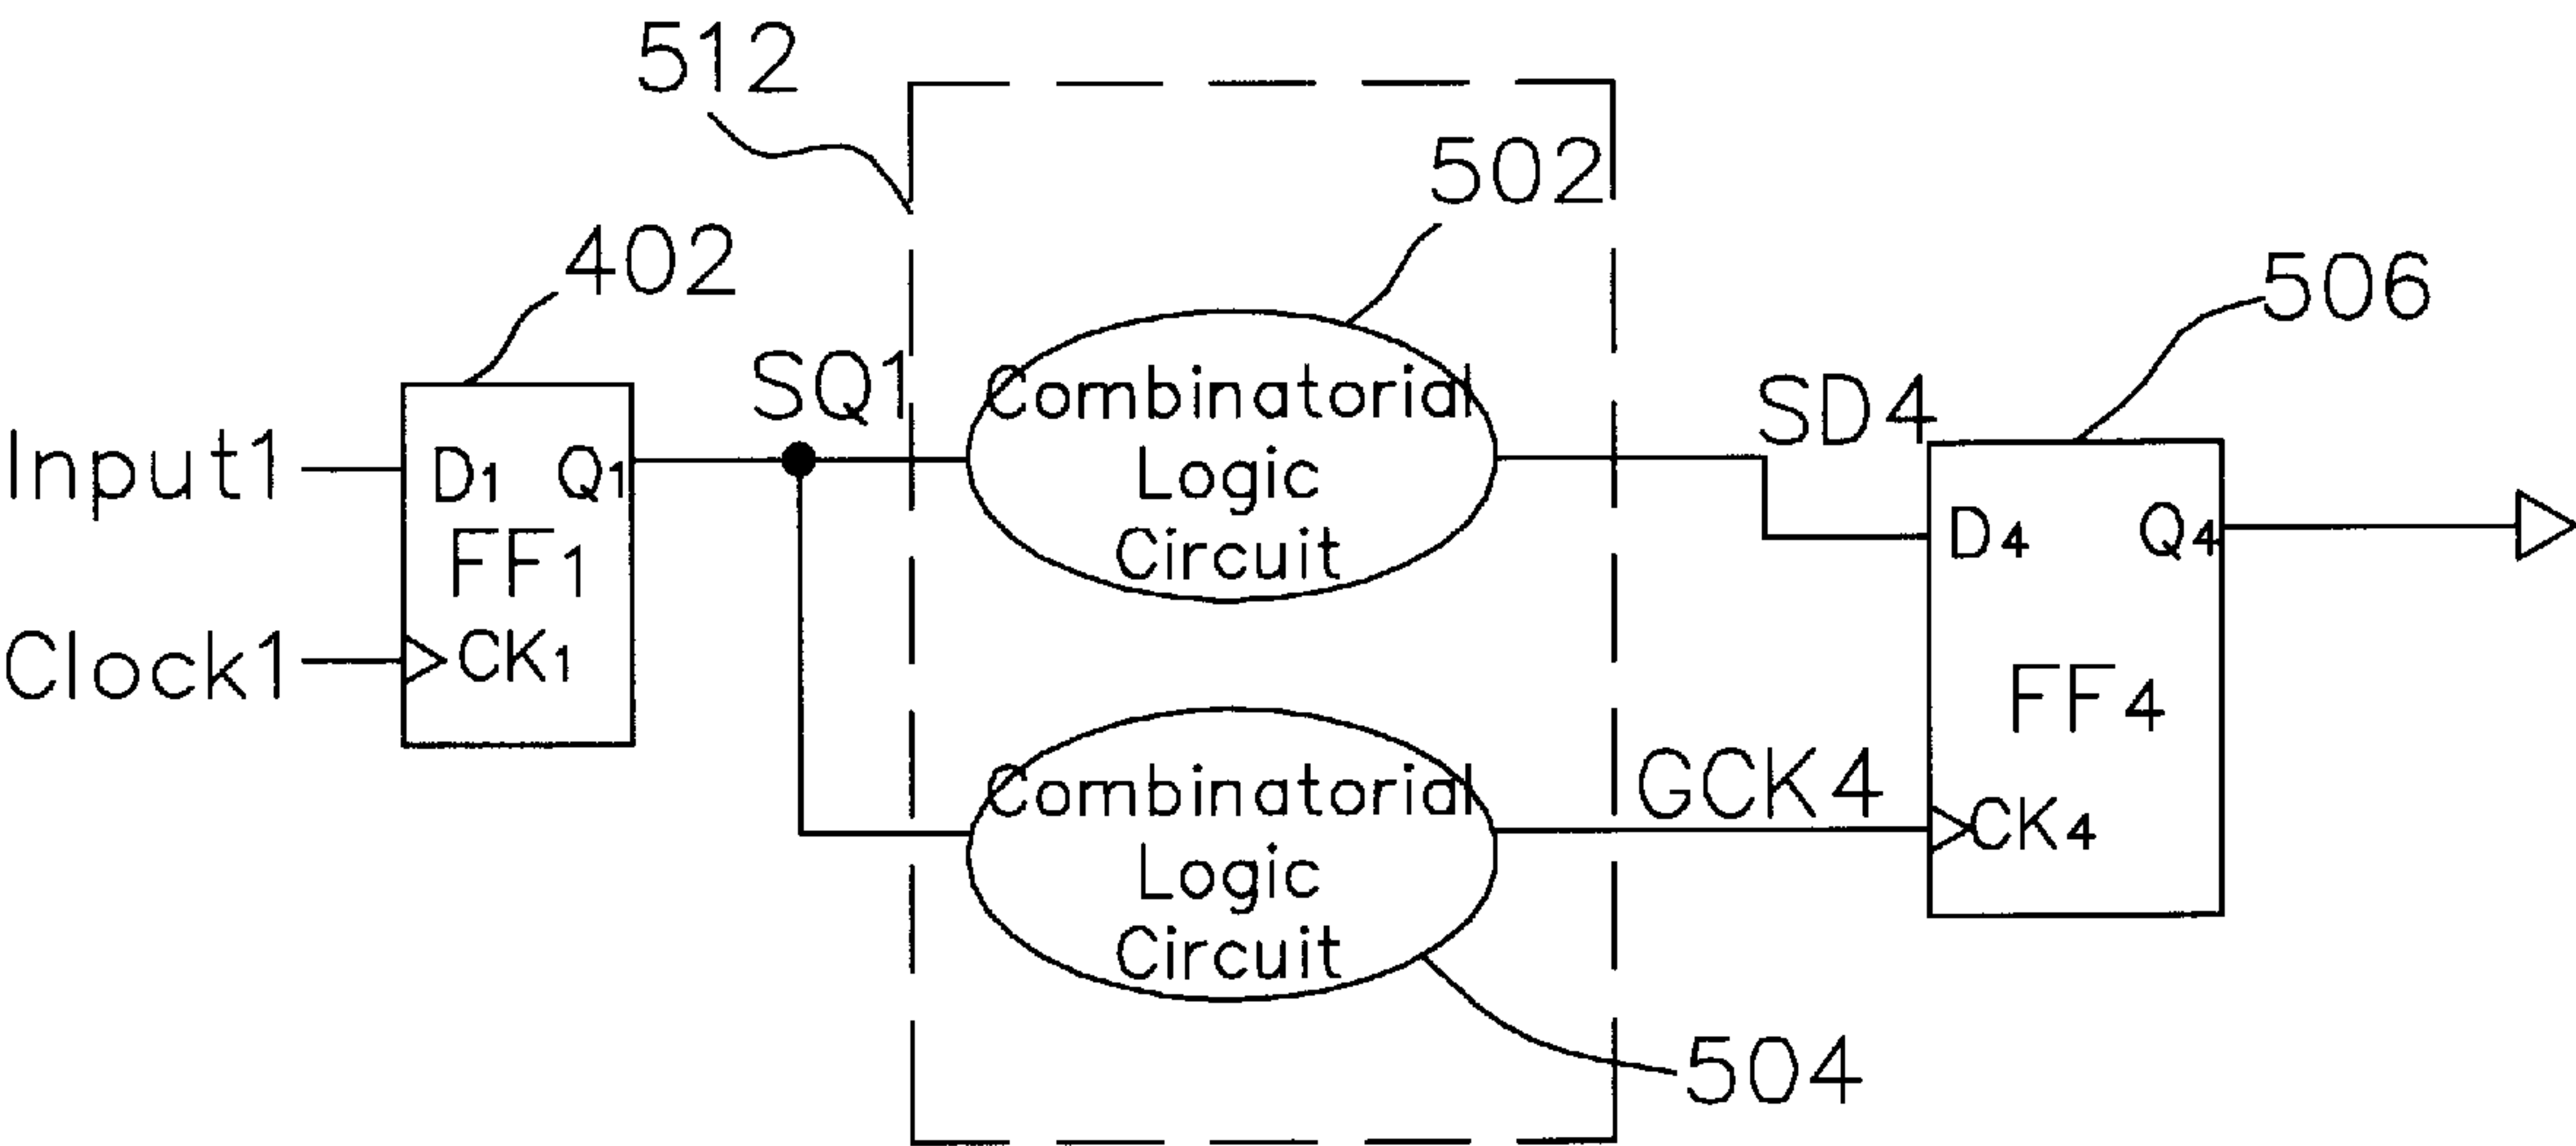 512
502
402
506
SQ1
Combinatorial
Logic
Circuit
SD4
Input1
D1 Q1
FF1
Clock1
CK1
D4 Q4
FF4
CK4
Combinatorial
Logic
Circuit
GCK4
504